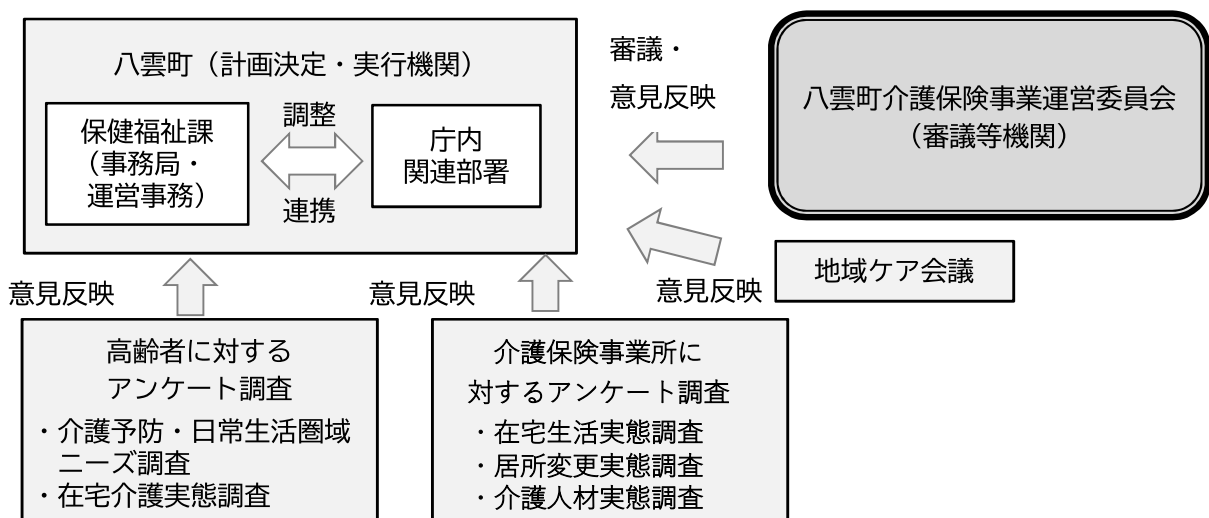 八雲町（計画決定・実行機関）
保健福祉課
（事務局・
運営事務）
調整
連携
庁内
関連部署
審議・
意見反映
八雲町介護保険事業運営委員会
（審議等機関）
地域ケア会議
意見反映
意見反映
意見反映
高齢者に対する
アンケート調査
・介護予防・日常生活圏域
ニーズ調査
・在宅介護実態調査
介護保険事業所に
対するアンケート調査
・在宅生活実態調査
・居所変更実態調査
・介護人材実態調査